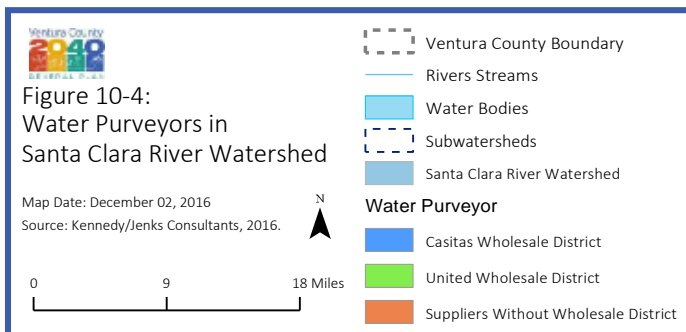 Ventura County
2040
GENERAL PLAN
Figure 10-4:
Water Purveyors in
Santa Clara River Watershed
Map Date: December 02, 2016
Source: Kennedy/Jenks Consultants, 2016.
N
0 9 18 Miles
Ventura County Boundary
Rivers Streams
Water Bodies
Subwatersheds
Santa Clara River Watershed
Water Purveyor
Casitas Wholesale District
United Wholesale District
Suppliers Without Wholesale District